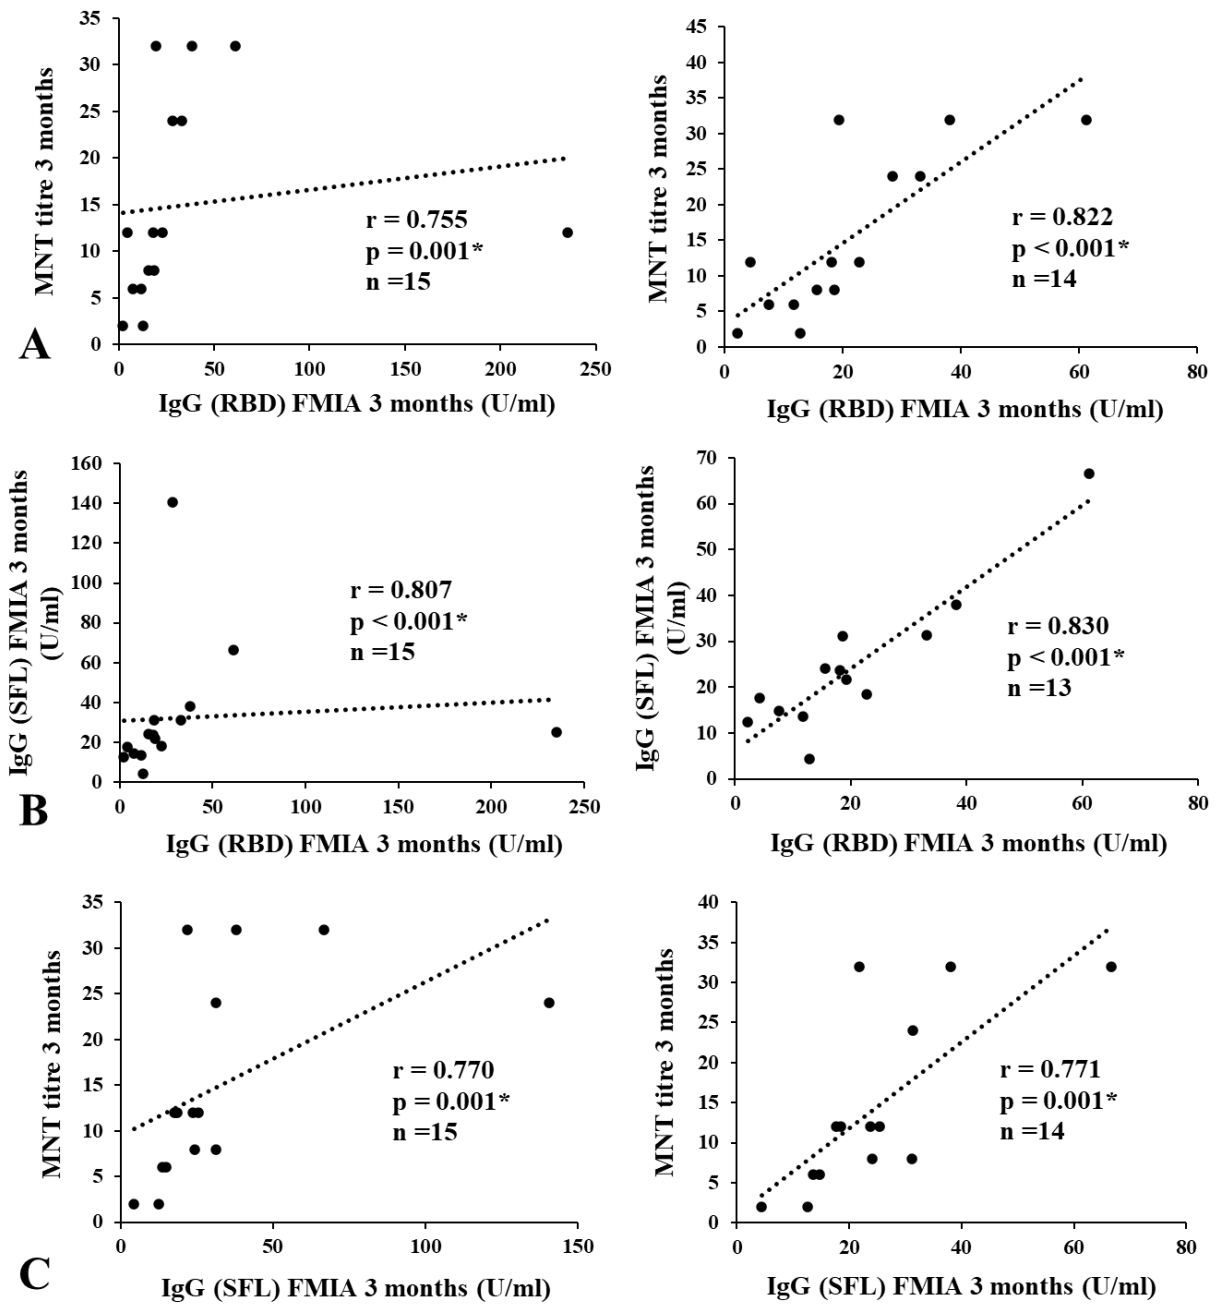 35
30
25
20
15
10
5
0
MNT titre 3 months
r = 0.755
p = 0.001*
n =15
0 50 100 150 200 250
IgG (RBD) FMIA 3 months (U/ml)
A
45
40
35
30
25
20
15
10
5
0
MNT titre 3 months
r = 0.822
p < 0.001*
n =14
0 20 40 60 80
IgG (RBD) FMIA 3 months (U/ml)
160
140
120
100
80
60
40
20
0
IgG (SFL) FMIA 3 months
(U/ml)
r = 0.807
p < 0.001*
n =15
0 50 100 150 200 250
IgG (RBD) FMIA 3 months (U/ml)
B
70
60
50
40
30
20
10
0
IgG (SFL) FMIA 3 months
(U/ml)
r = 0.830
p < 0.001*
n =13
0 20 40 60 80
IgG (RBD) FMIA 3 months (U/ml)
35
30
25
20
15
10
5
0
MNT titre 3 months
r = 0.770
p = 0.001*
n =15
0 50 100 150
IgG (SFL) FMIA 3 months (U/ml)
C
40
35
30
25
20
15
10
5
0
MNT titre 3 months
r = 0.771
p = 0.001*
n =14
0 20 40 60 80
IgG (SFL) FMIA 3 months (U/ml)